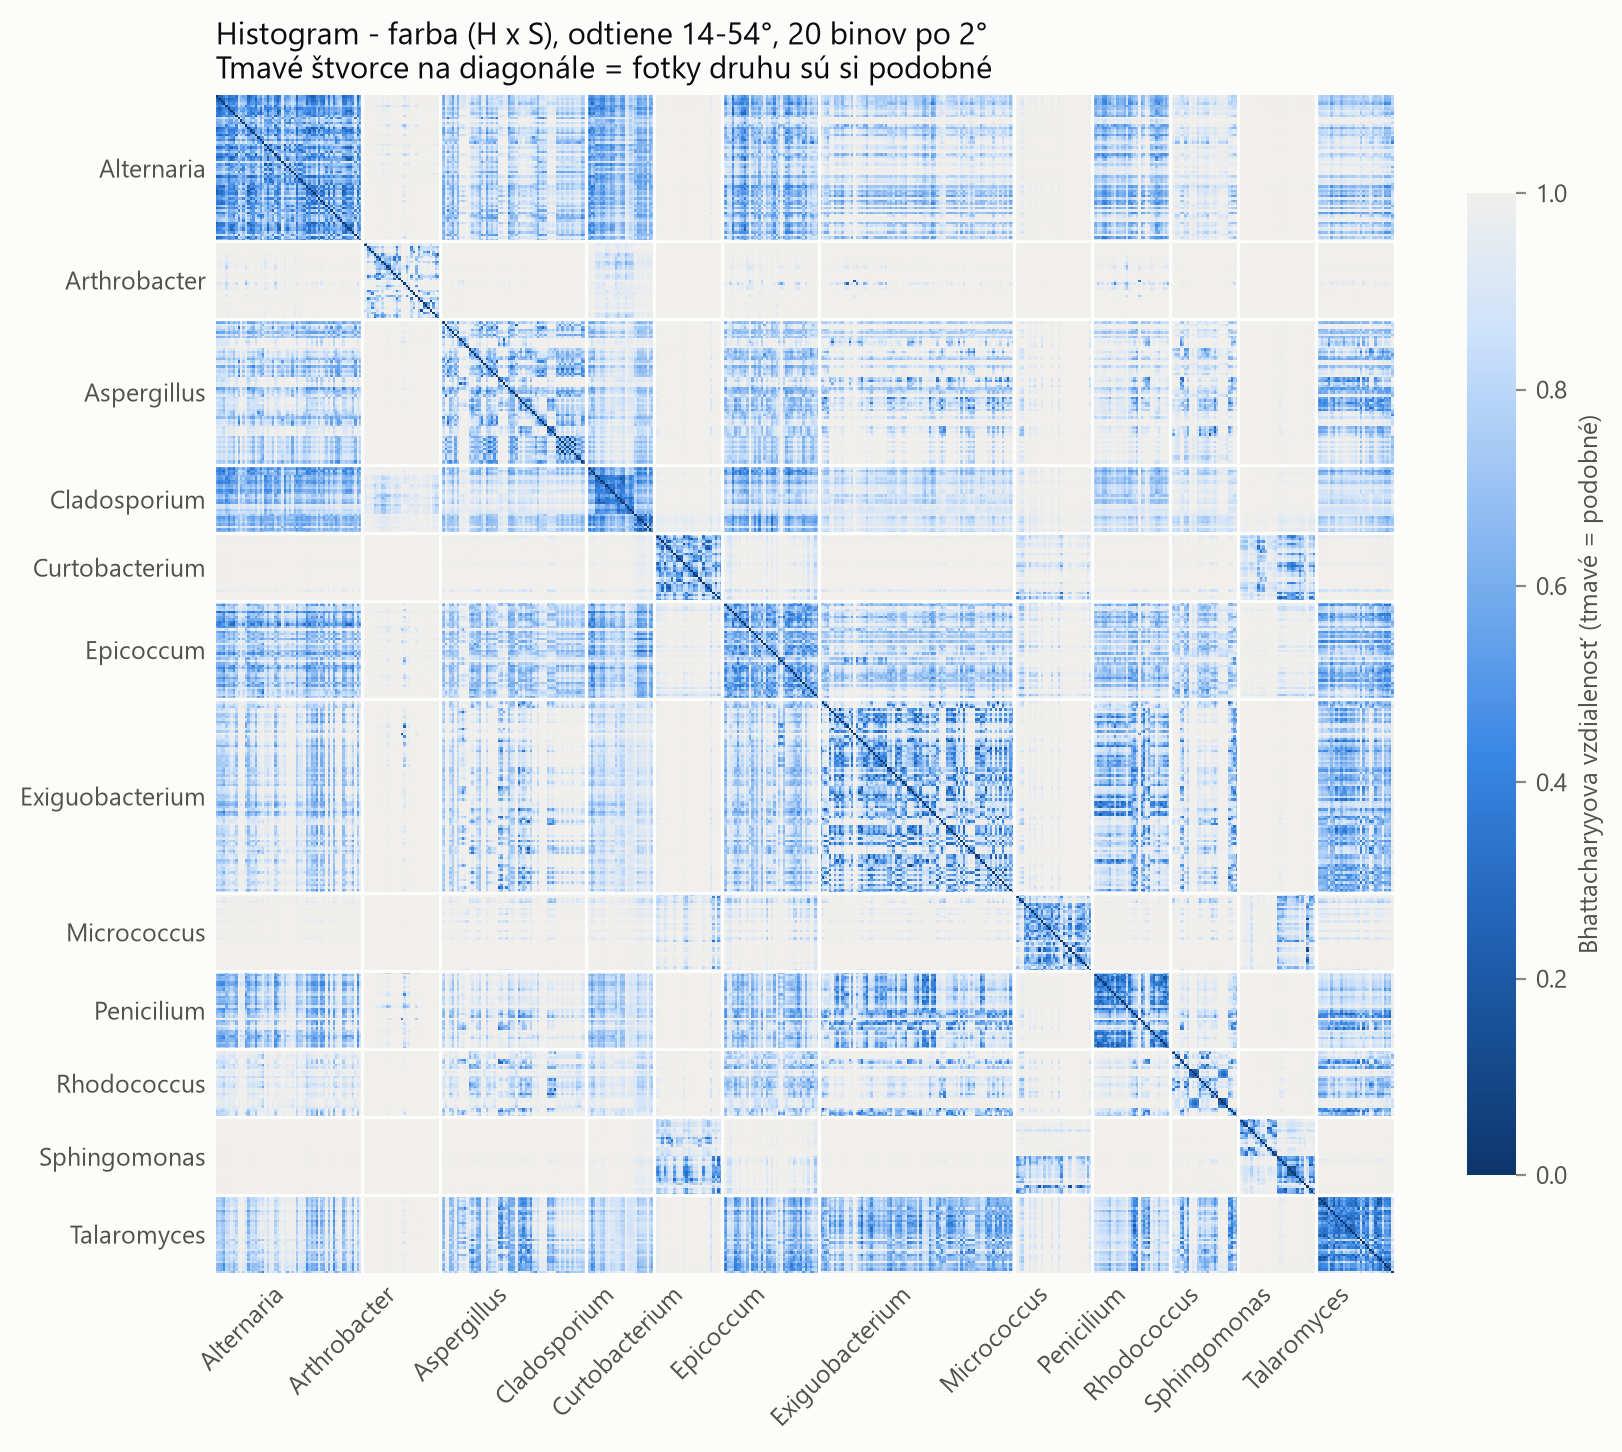 Histogram - farba (H x S), odtiene 14-54°, 20 binov po 2°
Tmavé štvorce na diagonále = fotky druhu sú si podobné
Alternaria
Arthrobacter
Aspergillus
Cladosporium
Curtobacterium
Epicoccum
Exiguobacterium
Micrococcus
Penicilium
Rhodococcus
Sphingomonas
Talaromyces
Alternaria
Arthrobacter
Aspergillus
Cladosporium
Curtobacterium
Epicoccum
Exiguobacterium
Micrococcus
Penicilium
Rhodococcus
Sphingomonas
Talaromyces
1.0
0.8
0.6
0.4
0.2
0.0
Bhattacharyyova vzdialenosť (tmavé = podobné)